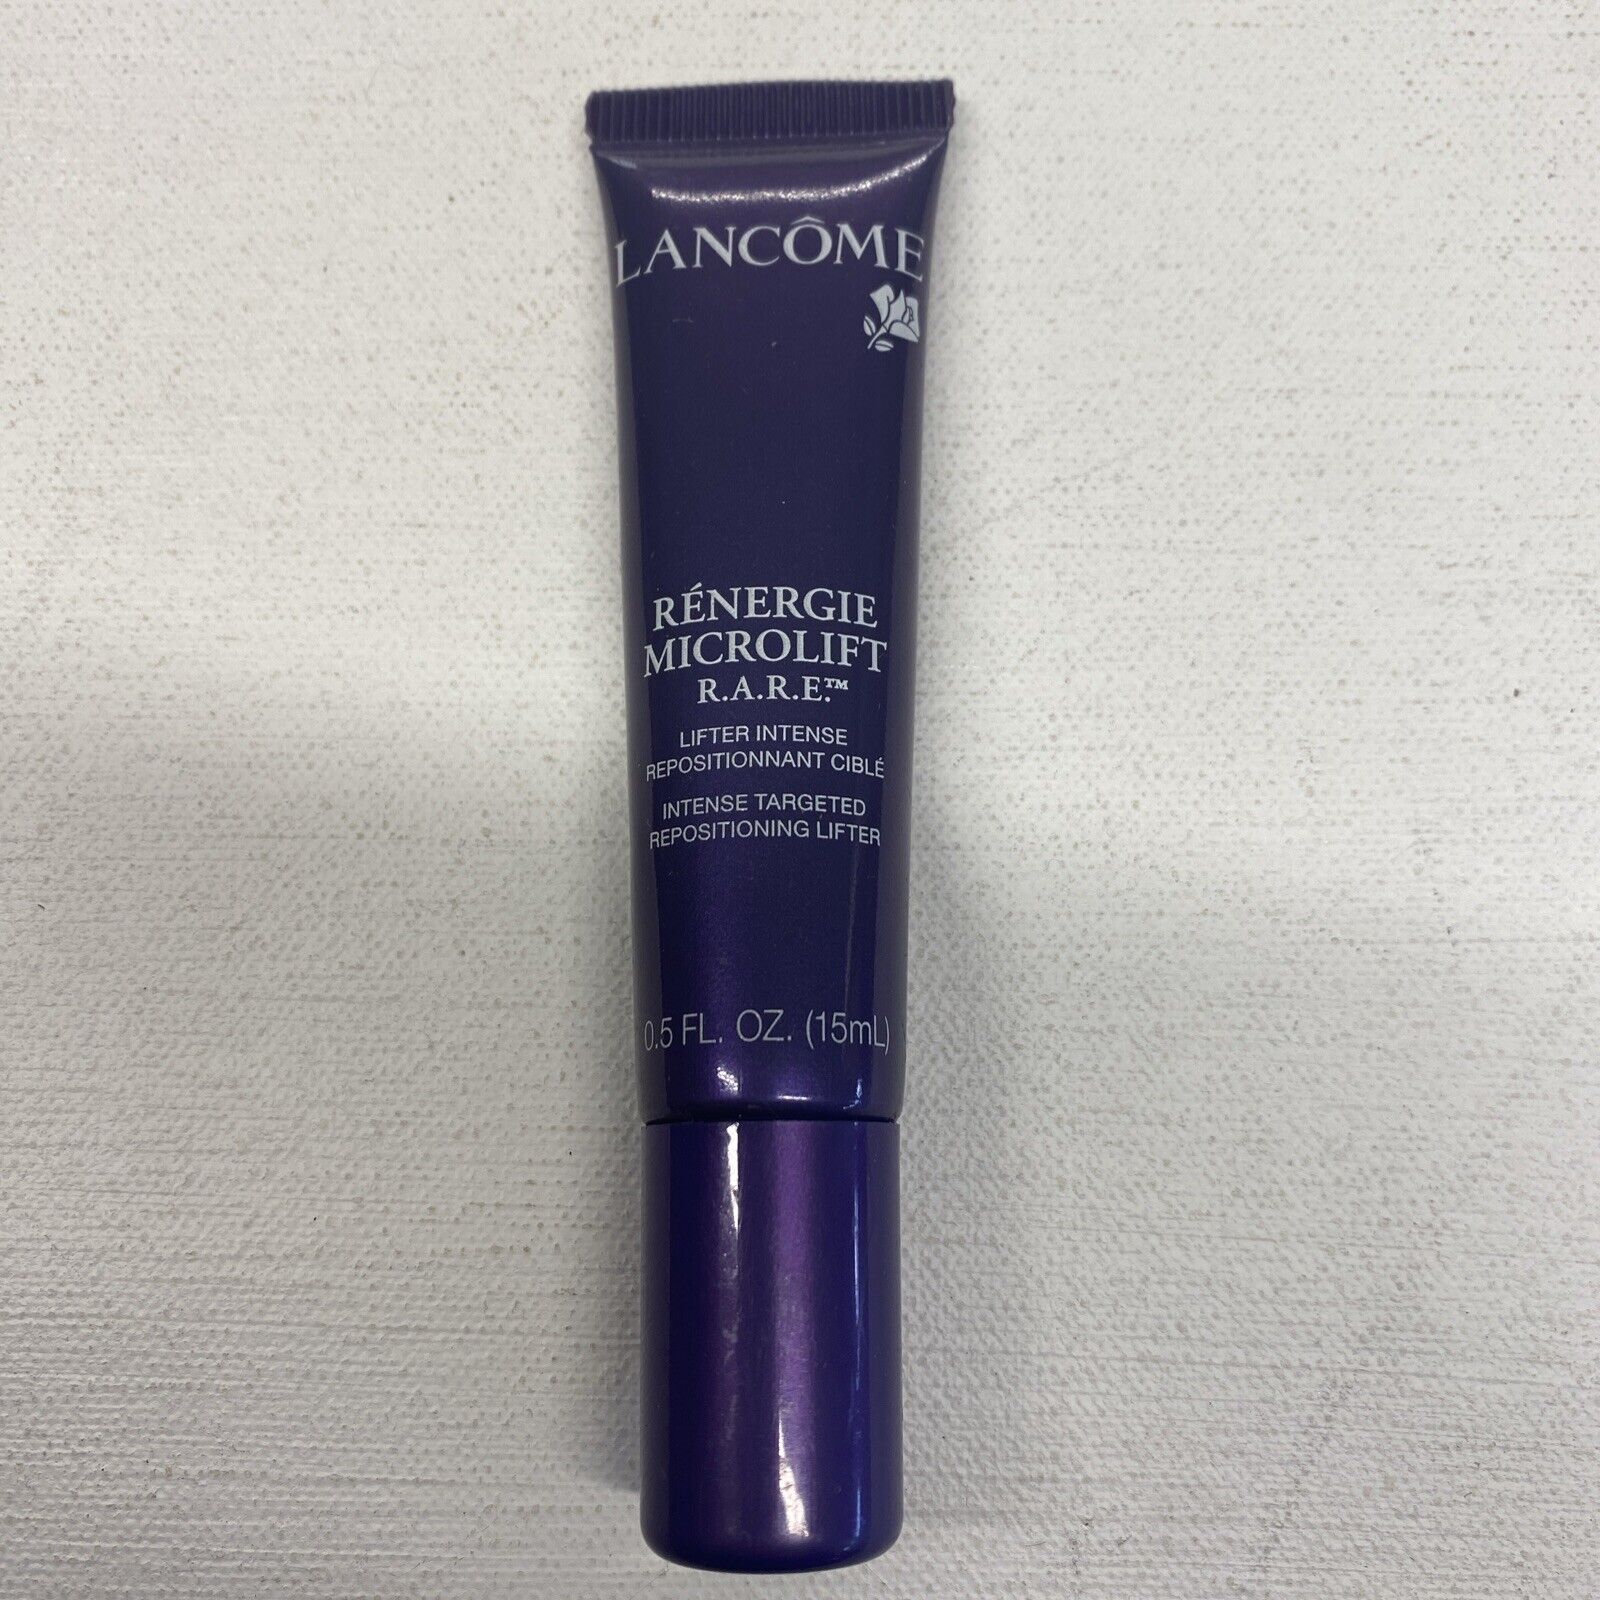 LANCÔME
RÉNERGIE
MICROLIFT
R.A.R.E.™
LIFTER INTENSE
REPOSITIONNANT CIBLÉ
INTENSE TARGETED
REPOSITIONING LIFTER
0.5 FL. OZ. (15mL)